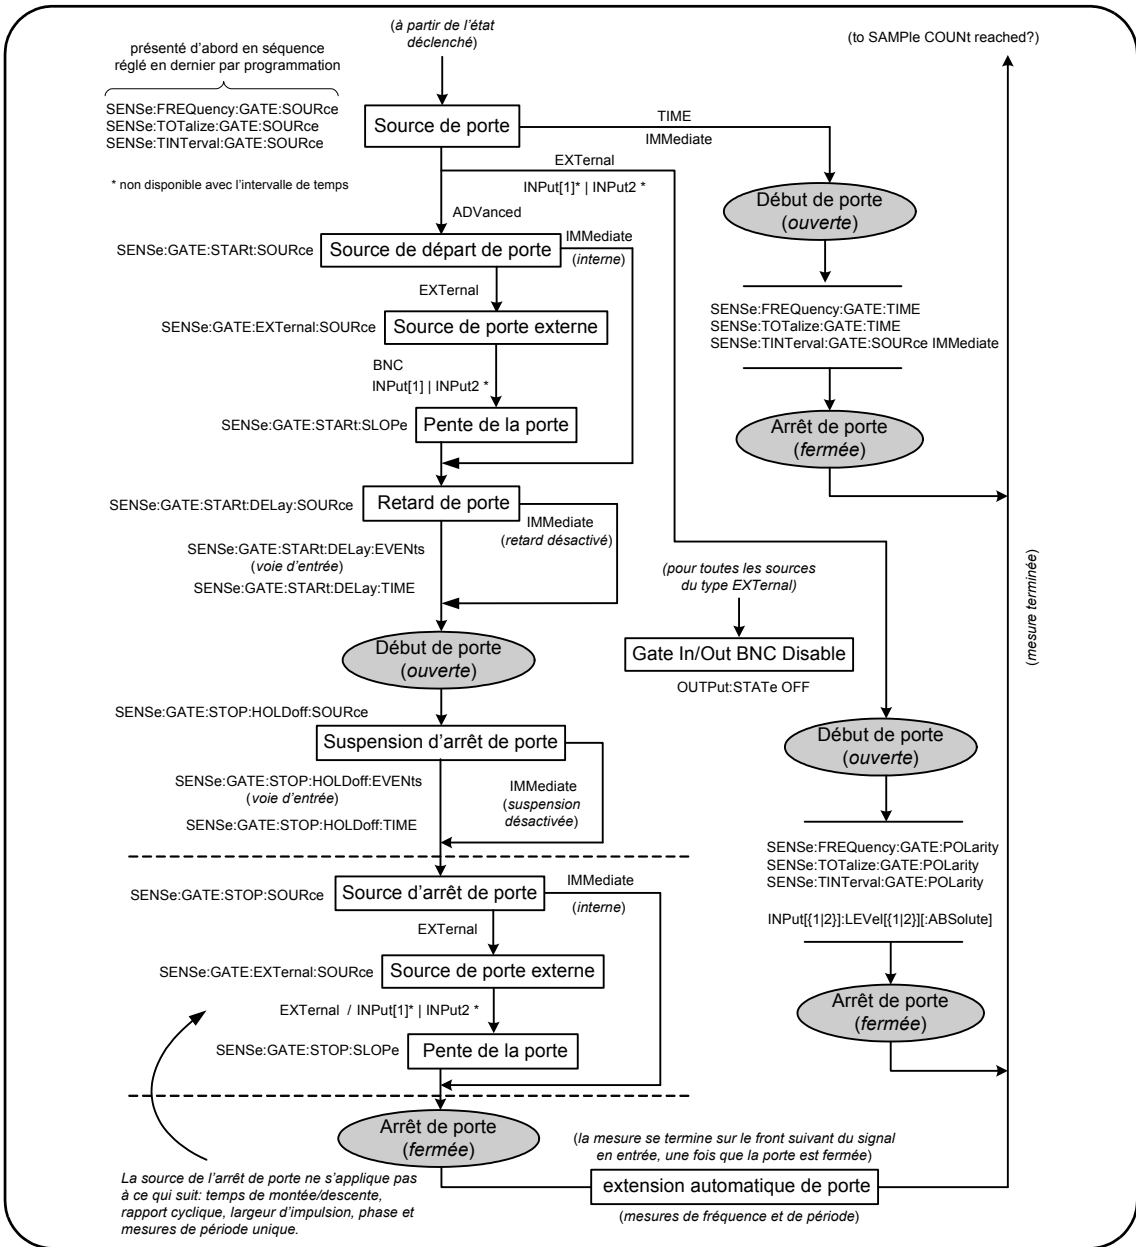 (à partir de l'état
déclenché)
(to SAMPle COUNt reached?)
présenté d'abord en séquence
réglé en dernier par programmation
SENSe:FREQuency:GATE:SOURce
SENSe:TOTalize:GATE:SOURce
SENSe:TINTerval:GATE:SOURce
* non disponible avec l'intervalle de temps
Source de porte
TIME
IMMediate
EXTernal
INPut[1]* | INPut2 *
ADVanced
Début de porte
(ouverte)
SENSe:GATE:STARt:SOURce
Source de départ de porte
IMMediate
(interne)
EXTernal
SENSe:GATE:EXTernal:SOURce
Source de porte externe
SENSe:FREQuency:GATE:TIME
SENSe:TOTalize:GATE:TIME
SENSe:TINTerval:GATE:SOURce IMMediate
BNC
INPut[1] | INPut2 *
SENSe:GATE:STARt:SLOPe
Pente de la porte
Arrêt de porte
(fermée)
SENSe:GATE:STARt:DELay:SOURce
Retard de porte
IMMediate
(retard désactivé)
SENSe:GATE:STARt:DELay:EVENts
(voie d'entrée)
SENSe:GATE:STARt:DELay:TIME
(pour toutes les sources
du type EXTernal)
(mesure terminée)
Début de porte
(ouverte)
Gate In/Out BNC Disable
OUTPut:STATe OFF
SENSe:GATE:STOP:HOLDoff:SOURce
Suspension d'arrêt de porte
Début de porte
(ouverte)
SENSe:GATE:STOP:HOLDoff:EVENts
(voie d'entrée)
SENSe:GATE:STOP:HOLDoff:TIME
IMMediate
(suspension
désactivée)
SENSe:FREQuency:GATE:POLarity
SENSe:TOTalize:GATE:POLarity
SENSe:TINTerval:GATE:POLarity
INPut[{1|2}]:LEVel[{1|2}][:ABSolute]
SENSe:GATE:STOP:SOURce
Source d'arrêt de porte
IMMediate
(interne)
EXTernal
SENSe:GATE:EXTernal:SOURce
Source de porte externe
EXTernal / INPut[1]* | INPut2 *
SENSe:GATE:STOP:SLOPe
Pente de la porte
Arrêt de porte
(fermée)
Arrêt de porte
(fermée)
(la mesure se termine sur le front suivant du signal
en entrée, une fois que la porte est fermée)
extension automatique de porte
(mesures de fréquence et de période)
La source de l'arrêt de porte ne s'applique pas
à ce qui suit: temps de montée/descente,
rapport cyclique, largeur d'impulsion, phase et
mesures de période unique.